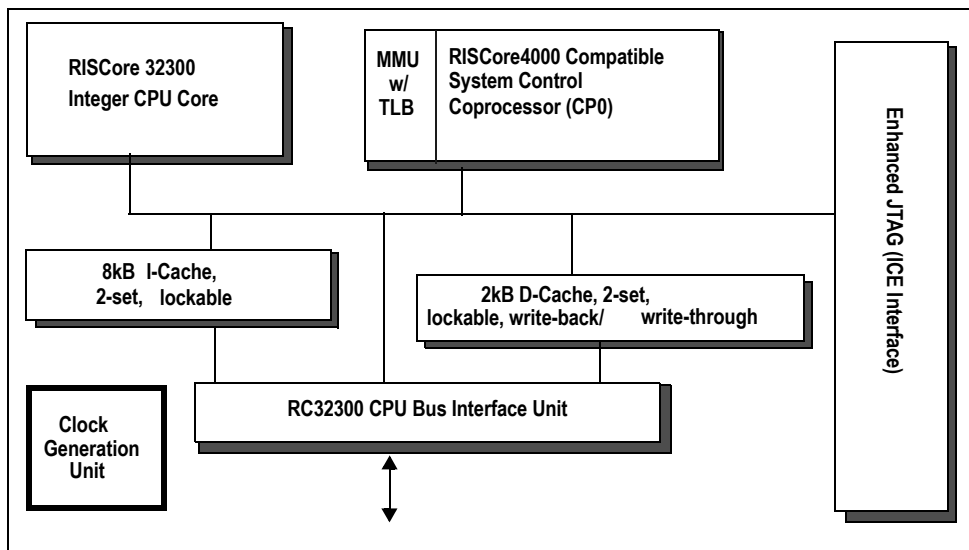 RISCore 32300
Integer CPU Core
MMU
w/
TLB
RISCore4000 Compatible
System Control
Coprocessor (CP0)
Enhanced JTAG (ICE Interface)
8kB I-Cache,
2-set, lockable
2kB D-Cache, 2-set,
lockable, write-back/ write-through
RC32300 CPU Bus Interface Unit
Clock
Generation
Unit